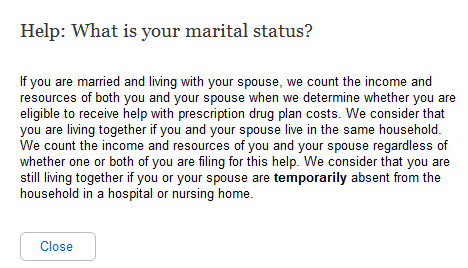 Help: What is your marital status?
If you are married and living with your spouse, we count the income and
resources of both you and your spouse when we determine whether you are
eligible to receive help with prescription drug plan costs. We consider that
you are living together if you and your spouse live in the same household.
We count the income and resources of you and your spouse regardless of
whether one or both of you are filing for this help. We consider that you are
still living together if you or your spouse are temporarily absent from the
household in a hospital or nursing home.
Close